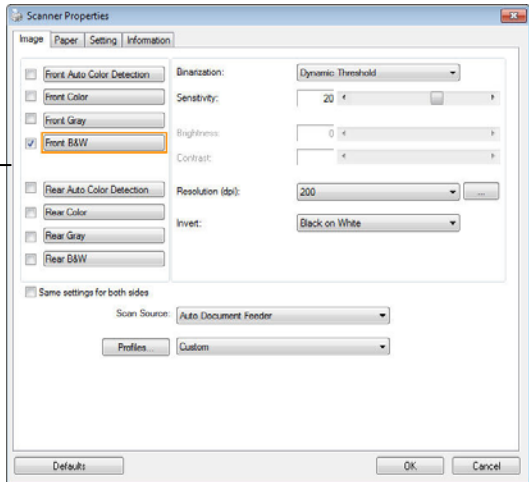 Scanner Properties
Image Paper Setting Information
Front Auto Color Detection
Front Color
Front Gray
Front B&W
Rear Auto Color Detection
Rear Color
Rear Gray
Rear B&W
Binarization: Dynamic Threshold
Sensitivity: 20
Brightness: 0
Contrast:
Resolution (dpi): 200 ...
Invert: Black on White
Same settings for both sides
Scan Source: Auto Document Feeder
Profiles... Custom
Defaults OK Cancel